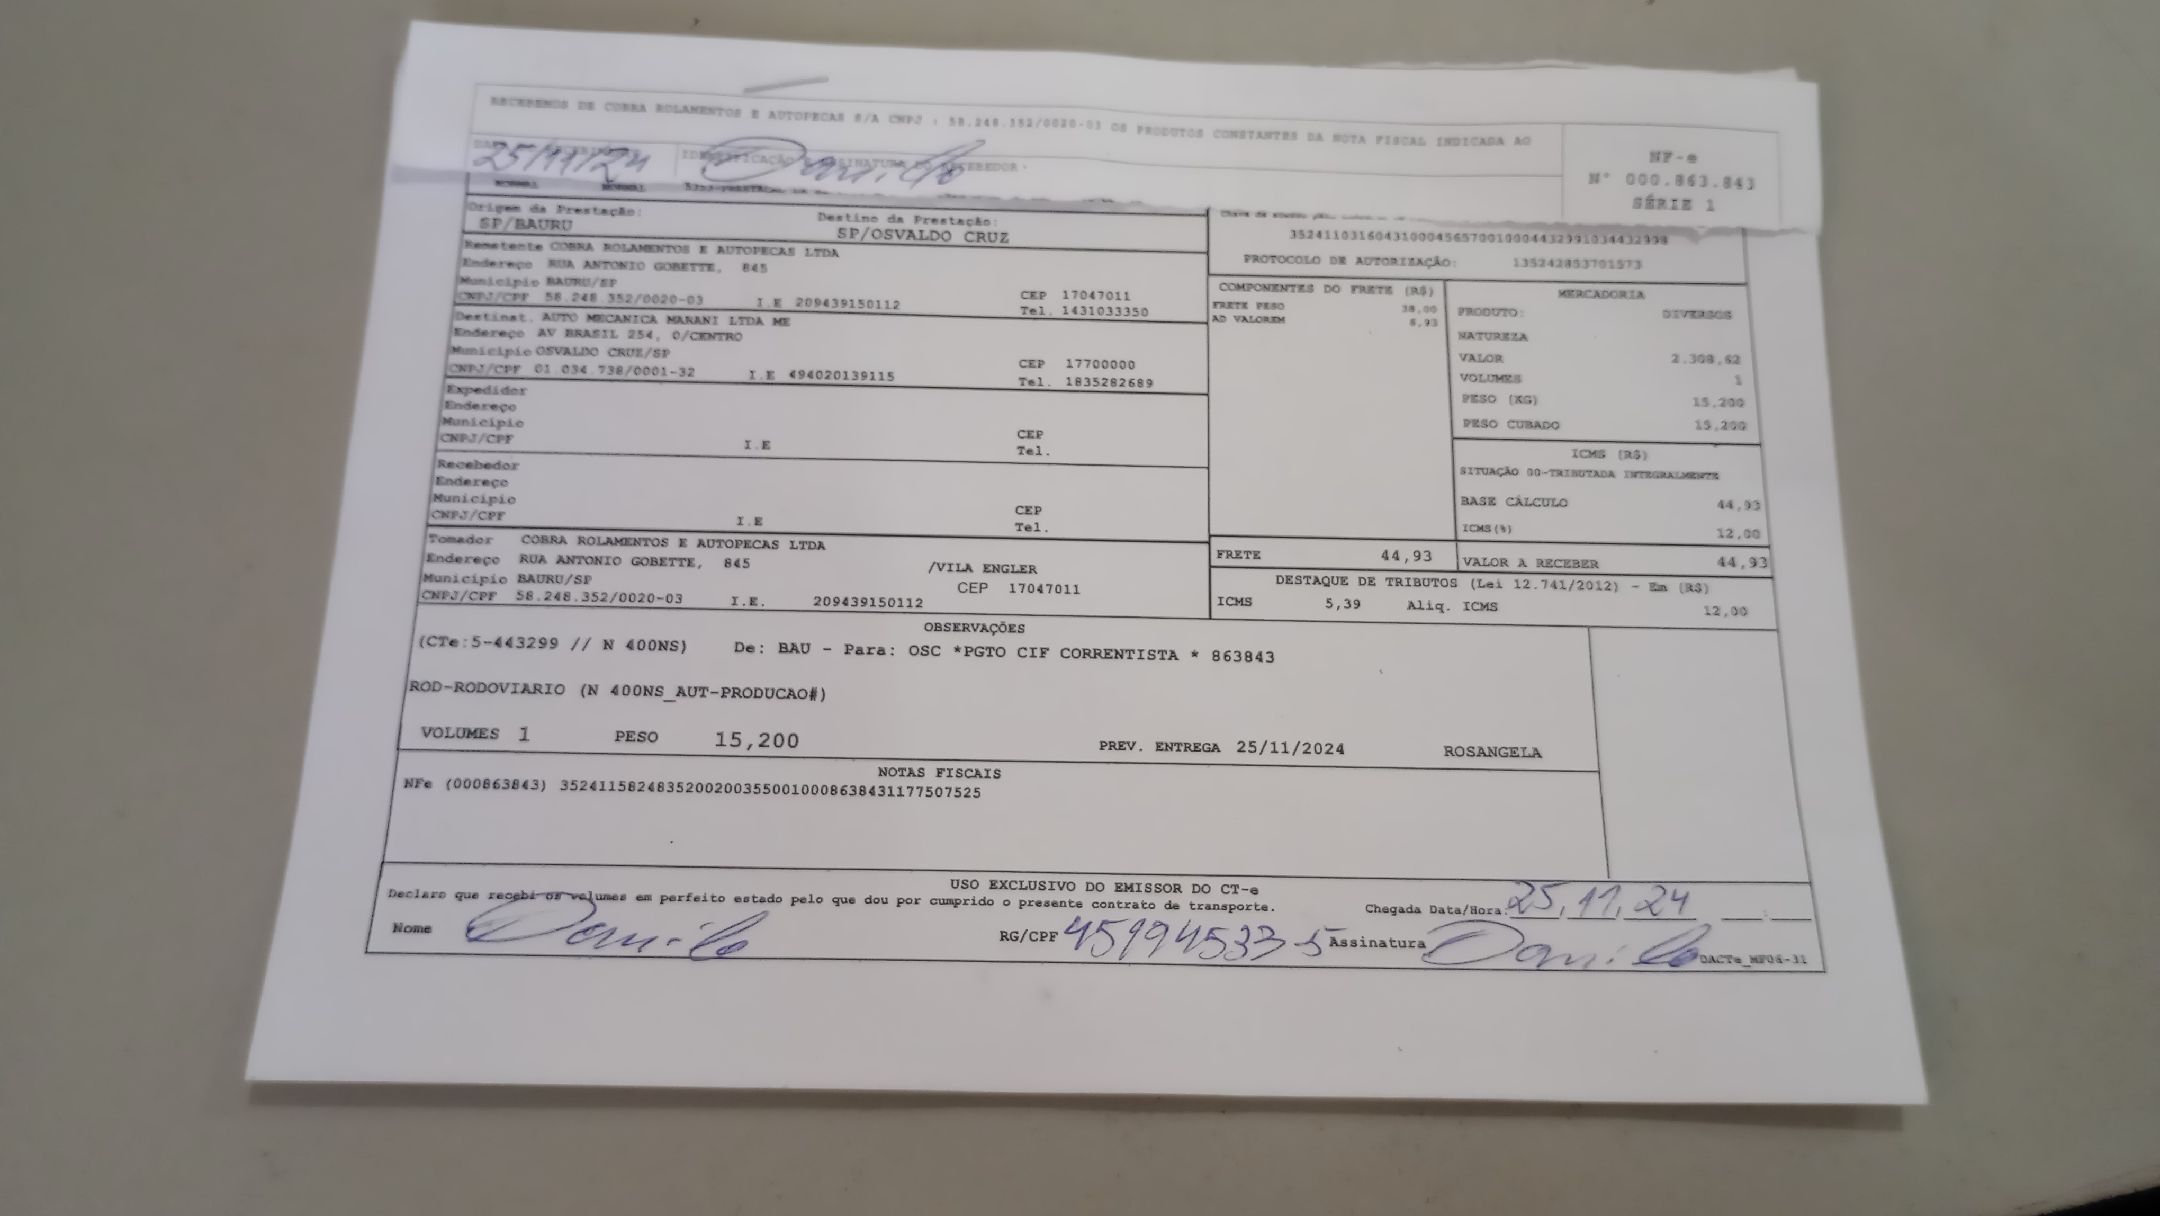 RECEBEMOS DE COBRA ROLAMENTOS E AUTOPECAS S/A CNPJ : 58.248.352/0020-03 OS PRODUTOS CONSTANTES DA NOTA FISCAL INDICADA AO
NF-e
N° 000.863.843
SÉRIE 1
25/11/24 IDENTIFICAÇÃO ASSINATURA DO RECEBEDOR
Danilo
NORMAL NORMAL
Origem da Prestação: Destino da Prestação:
SP/BAURU SP/OSVALDO CRUZ
PROTOCOLO DE AUTORIZAÇÃO: 135242853701573
Remetente COBRA ROLAMENTOS E AUTOPECAS LTDA
Endereço RUA ANTONIO GOBETTE, 845
Município BAURU/SP CEP 17047011
CNPJ/CPF 58.248.352/0020-03 I.E 209439150112 Tel. 1431033350
Destinat. AUTO MECANICA MARANI LTDA ME
Endereço AV BRASIL 254, 0/CENTRO
Município OSVALDO CRUZ/SP CEP 17700000
CNPJ/CPF 01.034.738/0001-32 I.E 494020139115 Tel. 1835282689
Expedidor
Endereço
Município CEP
CNPJ/CPF I.E Tel.
Recebedor
Endereço
Município CEP
CNPJ/CPF I.E Tel.
Tomador COBRA ROLAMENTOS E AUTOPECAS LTDA
Endereço RUA ANTONIO GOBETTE, 845 /VILA ENGLER
Município BAURU/SP CEP 17047011
CNPJ/CPF 58.248.352/0020-03 I.E. 209439150112
COMPONENTES DO FRETE (R$)
FRETE PESO 38,00
AD VALOREM 6,93
MERCADORIA
PRODUTO: DIVERSOS
NATUREZA
VALOR 2.308,62
VOLUMES 1
PESO (KG) 15,200
PESO CUBADO 15,200
ICMS (R$)
SITUAÇÃO 00-TRIBUTADA INTEGRALMENTE
BASE CÁLCULO 44,93
ICMS(%) 12,00
FRETE 44,93 VALOR A RECEBER 44,93
DESTAQUE DE TRIBUTOS (Lei 12.741/2012) - Em (R$)
ICMS 5,39 Aliq. ICMS 12,00
OBSERVAÇÕES
(CTe:5-443299 // N 400NS) De: BAU - Para: OSC *PGTO CIF CORRENTISTA * 863843
ROD-RODOVIARIO (N 400NS_AUT-PRODUCAO#)
VOLUMES 1 PESO 15,200 PREV. ENTREGA 25/11/2024 ROSANGELA
NOTAS FISCAIS
NFe (000863843) 35241158248352002003550010008638431177507525
USO EXCLUSIVO DO EMISSOR DO CT-e
Declaro que recebi os volumes em perfeito estado pelo que dou por cumprido o presente contrato de transporte. Chegada Data/Hora: 25,11,24
Nome Danilo RG/CPF 45194533-5 Assinatura Danilo
DACTe_MF06-31